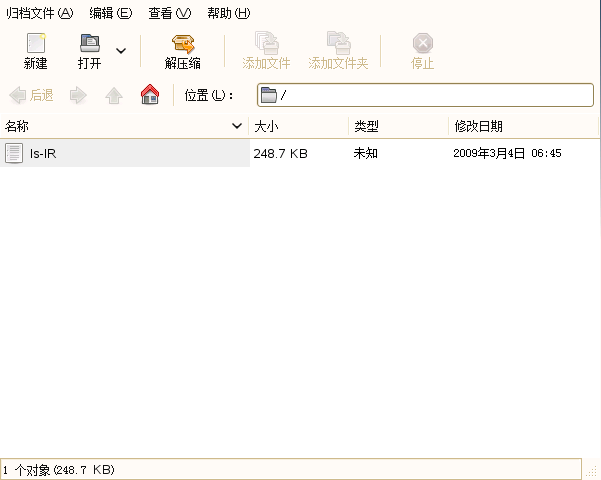 归档文件(A) 编辑(E) 查看(V) 帮助(H)
新建 打开 解压缩 添加文件 添加文件夹 停止
后退 位置(L)： /
名称 大小 类型 修改日期
ls-lR 248.7 KB 未知 2009年3月4日 06:45
1 个对象(248.7 KB)